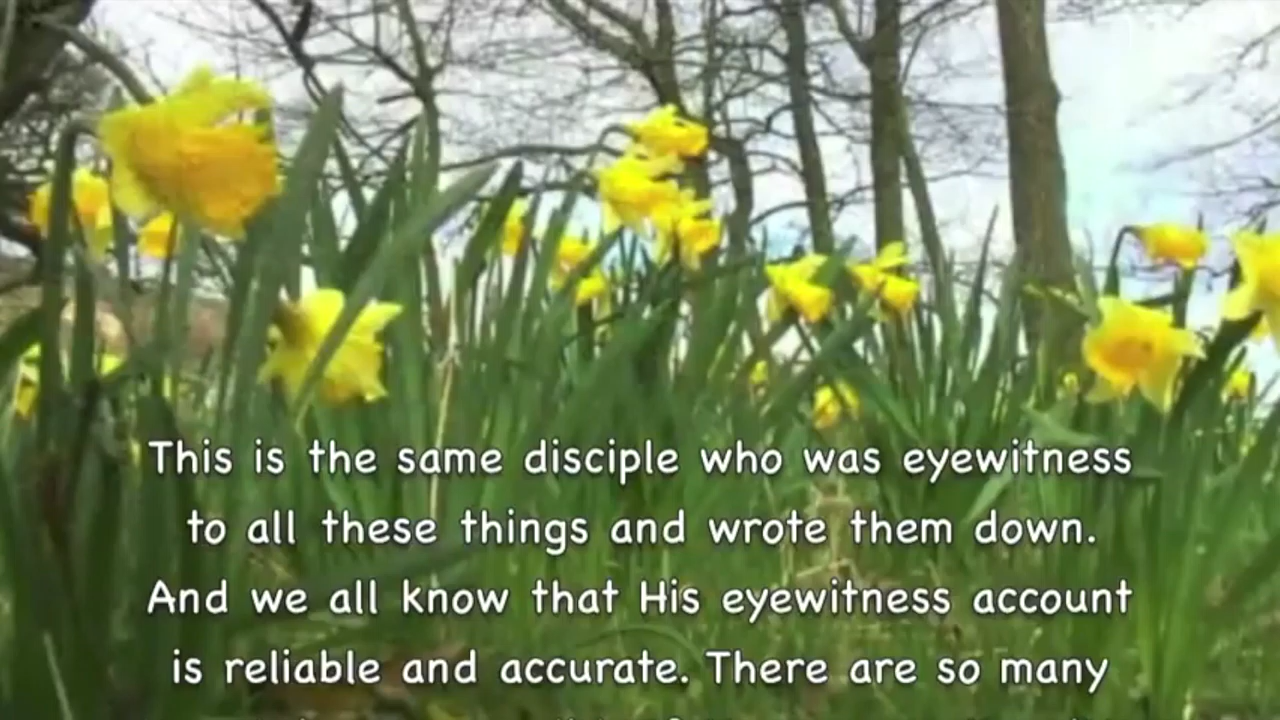 This is the same disciple who was eyewitness
to all these things and wrote them down.
And we all know that His eyewitness account
is reliable and accurate. There are so many